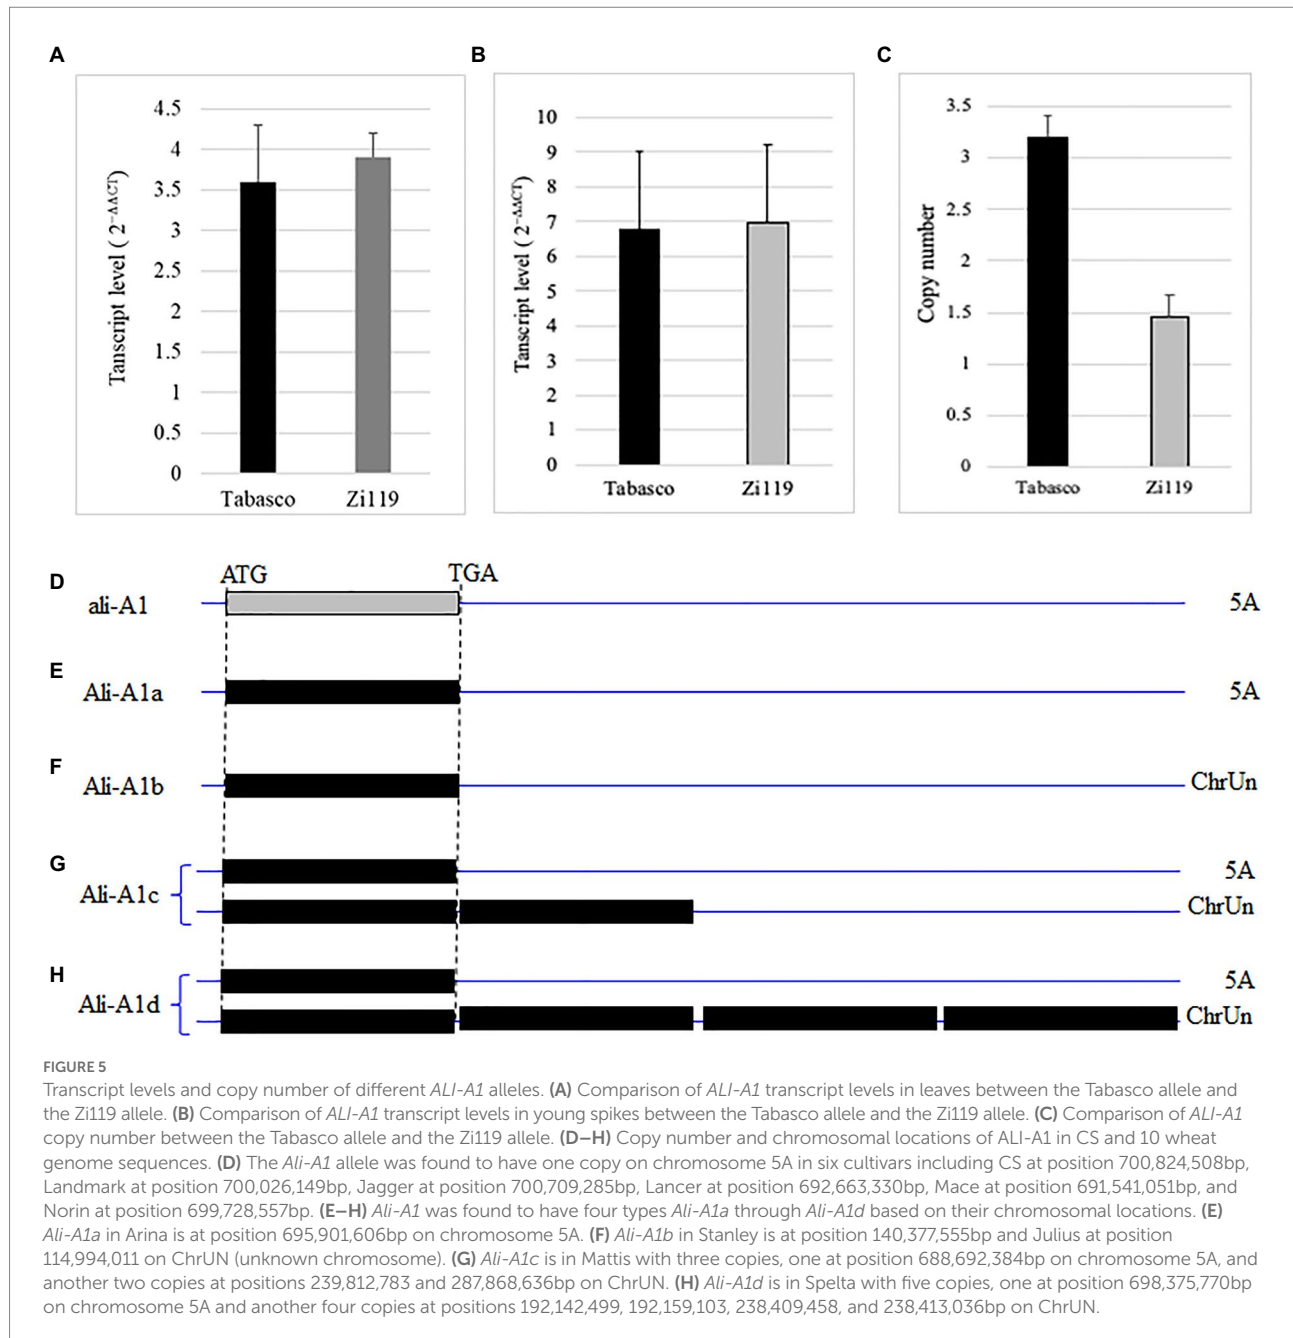 A
B
C
4.5
4
3.5
3
2.5
2
1.5
1
0.5
0
Tanscript level ( 2^-ΔΔCT)
Tabasco Zi119
10
9
8
7
6
5
4
3
2
1
0
Tanscript level ( 2^-ΔΔCT)
Tabasco Zi119
3.5
3
2.5
2
1.5
1
0.5
0
Copy number
Tabasco Zi119
ATG TGA
D ali-A1 5A
E Ali-A1a 5A
F Ali-A1b ChrUn
G Ali-A1c 5A
ChrUn
H Ali-A1d 5A
ChrUn
FIGURE 5
Transcript levels and copy number of different ALI-A1 alleles. (A) Comparison of ALI-A1 transcript levels in leaves between the Tabasco allele and
the Zi119 allele. (B) Comparison of ALI-A1 transcript levels in young spikes between the Tabasco allele and the Zi119 allele. (C) Comparison of ALI-A1
copy number between the Tabasco allele and the Zi119 allele. (D–H) Copy number and chromosomal locations of ALI-A1 in CS and 10 wheat
genome sequences. (D) The Ali-A1 allele was found to have one copy on chromosome 5A in six cultivars including CS at position 700,824,508bp,
Landmark at position 700,026,149bp, Jagger at position 700,709,285bp, Lancer at position 692,663,330bp, Mace at position 691,541,051bp, and
Norin at position 699,728,557bp. (E–H) Ali-A1 was found to have four types Ali-A1a through Ali-A1d based on their chromosomal locations. (E)
Ali-A1a in Arina is at position 695,901,606bp on chromosome 5A. (F) Ali-A1b in Stanley is at position 140,377,555bp and Julius at position
114,994,011 on ChrUN (unknown chromosome). (G) Ali-A1c is in Mattis with three copies, one at position 688,692,384bp on chromosome 5A, and
another two copies at positions 239,812,783 and 287,868,636bp on ChrUN. (H) Ali-A1d is in Spelta with five copies, one at position 698,375,770bp
on chromosome 5A and another four copies at positions 192,142,499, 192,159,103, 238,409,458, and 238,413,036bp on ChrUN.